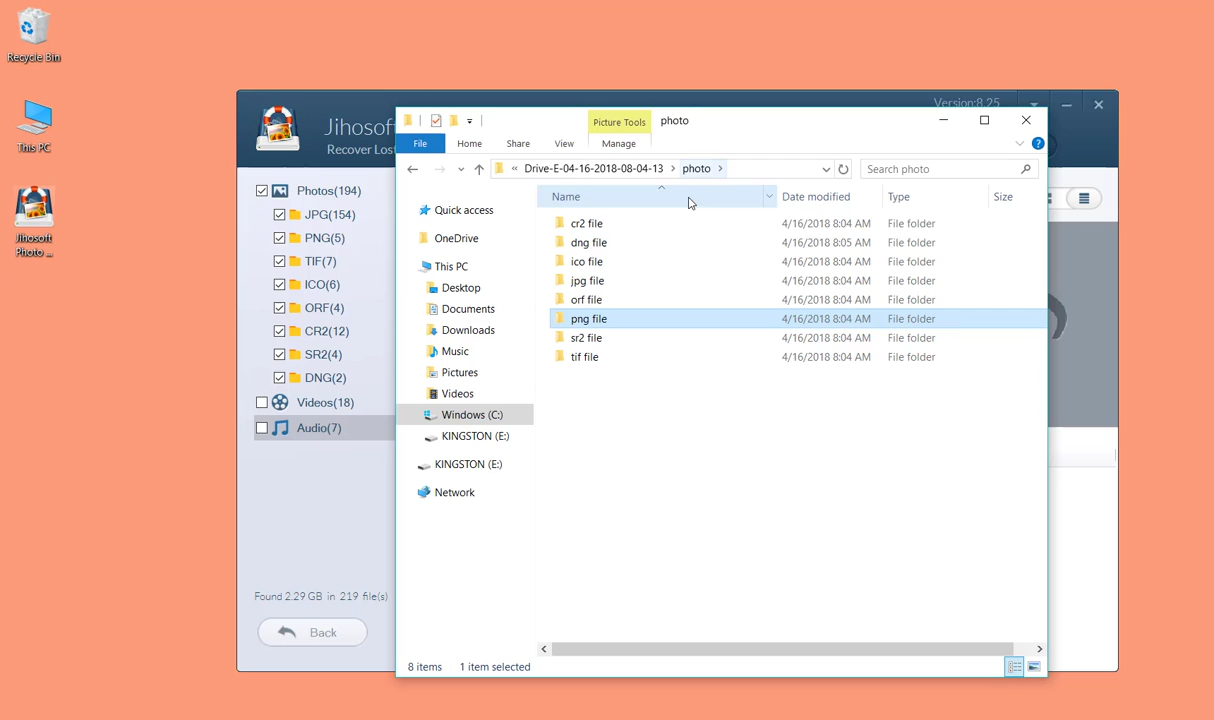 Recycle Bin
This PC
Jihosoft
Photo ...
Version:8.25
Jihosoft
Recover Lost
Photos(194)
JPG(154)
PNG(5)
TIF(7)
ICO(6)
ORF(4)
CR2(12)
SR2(4)
DNG(2)
Videos(18)
Audio(7)
Found 2.29 GB in 219 file(s)
Back
Picture Tools
photo
File
Home
Share
View
Manage
« Drive-E-04-16-2018-08-04-13 > photo >
Search photo
Quick access
OneDrive
This PC
Desktop
Documents
Downloads
Music
Pictures
Videos
Windows (C:)
KINGSTON (E:)
KINGSTON (E:)
Network
Name Date modified Type Size
cr2 file 4/16/2018 8:04 AM File folder
dng file 4/16/2018 8:05 AM File folder
ico file 4/16/2018 8:04 AM File folder
jpg file 4/16/2018 8:04 AM File folder
orf file 4/16/2018 8:04 AM File folder
png file 4/16/2018 8:04 AM File folder
sr2 file 4/16/2018 8:04 AM File folder
tif file 4/16/2018 8:04 AM File folder
8 items 1 item selected